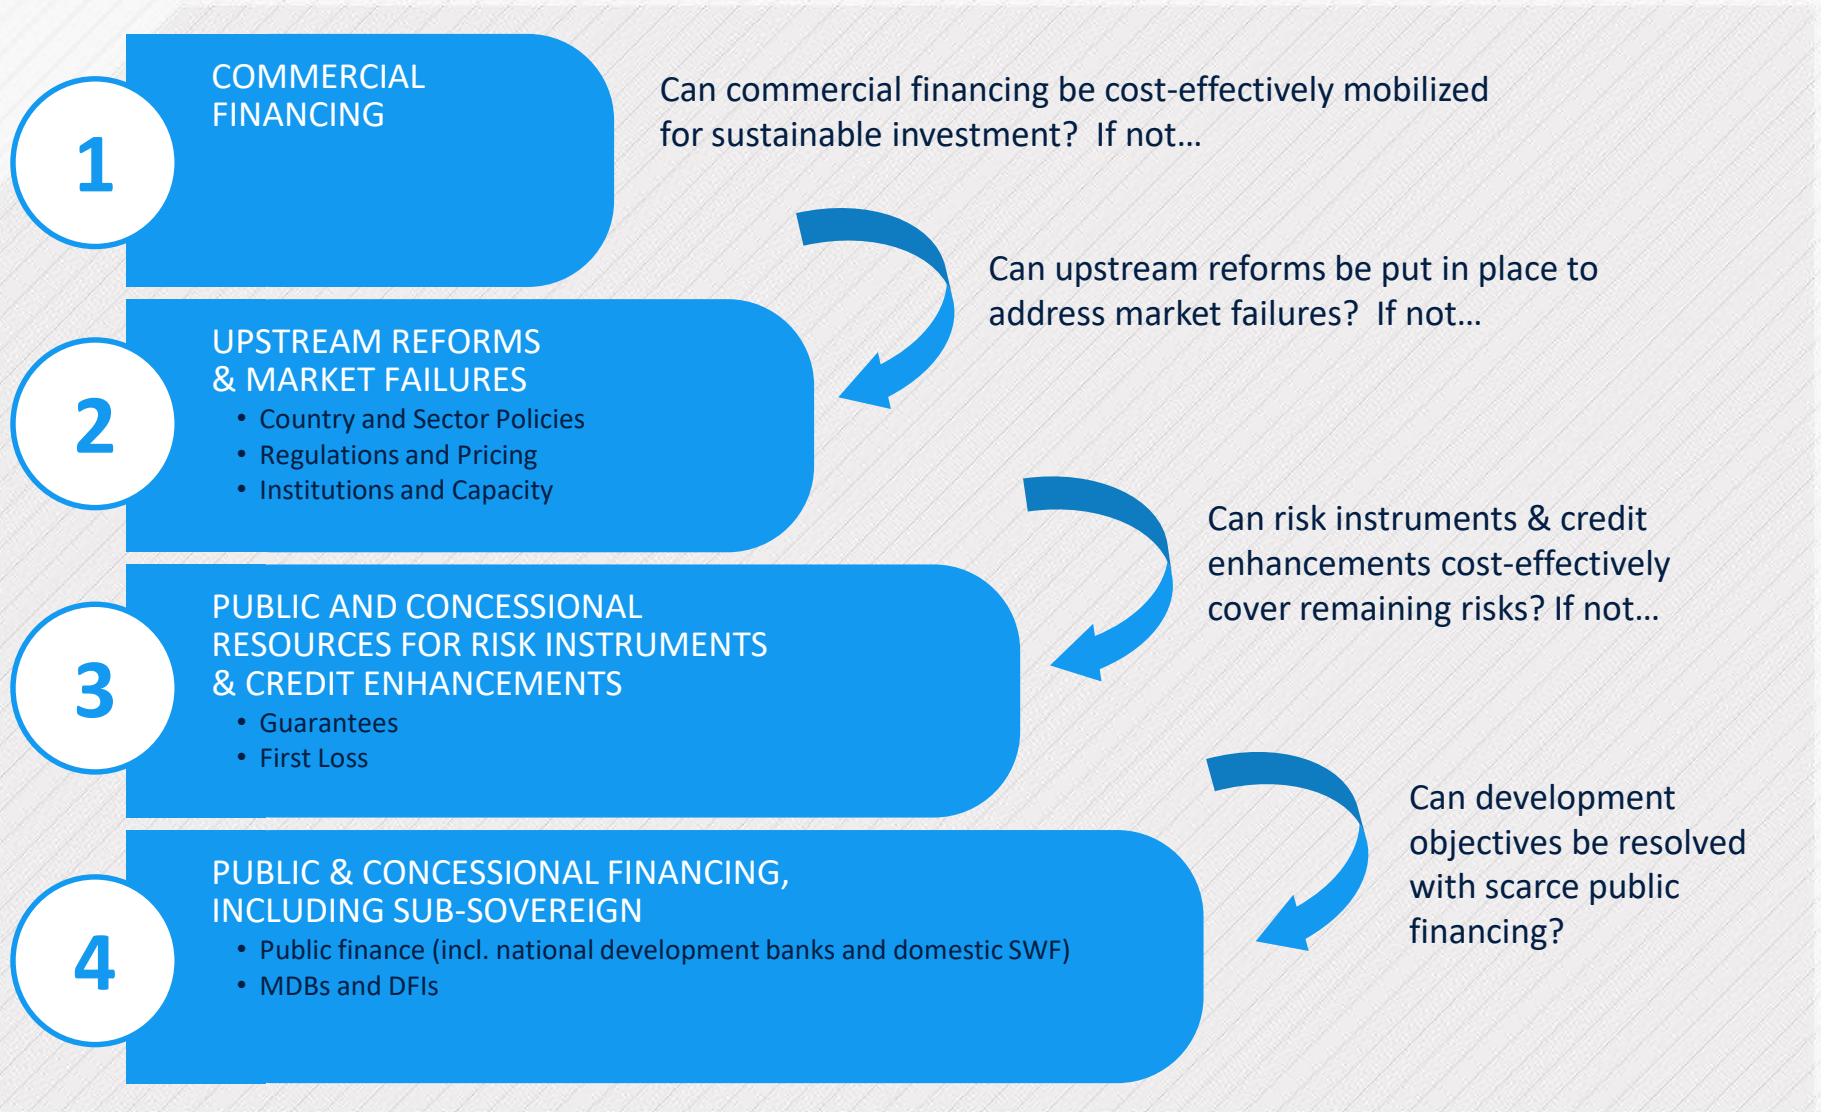 1
COMMERCIAL
FINANCING
Can commercial financing be cost-effectively mobilized
for sustainable investment?  If not…
2
UPSTREAM REFORMS
& MARKET FAILURES
• Country and Sector Policies
• Regulations and Pricing
• Institutions and Capacity
Can upstream reforms be put in place to
address market failures?  If not…
3
PUBLIC AND CONCESSIONAL
RESOURCES FOR RISK INSTRUMENTS
& CREDIT ENHANCEMENTS
• Guarantees
• First Loss
Can risk instruments & credit
enhancements cost-effectively
cover remaining risks? If not…
4
PUBLIC & CONCESSIONAL FINANCING,
INCLUDING SUB-SOVEREIGN
• Public finance (incl. national development banks and domestic SWF)
• MDBs and DFIs
Can development
objectives be resolved
with scarce public
financing?